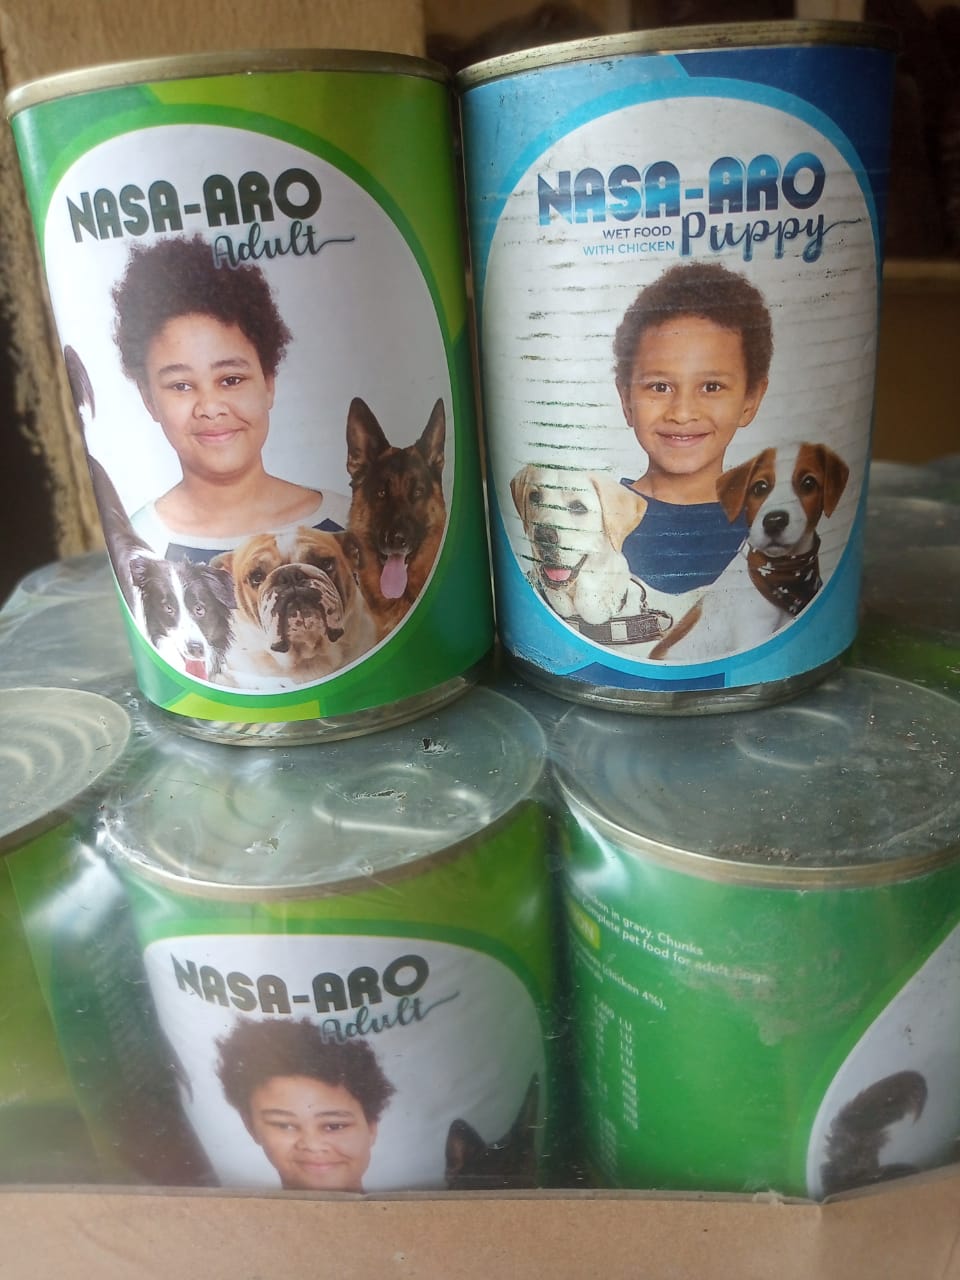 NASA-ARO
Adult
NASA-ARO
WET FOOD
WITH CHICKEN
Puppy
NASA-ARO
Adult
in gravy. Chunks
Complete pet food for adult dogs
(chicken 4%),